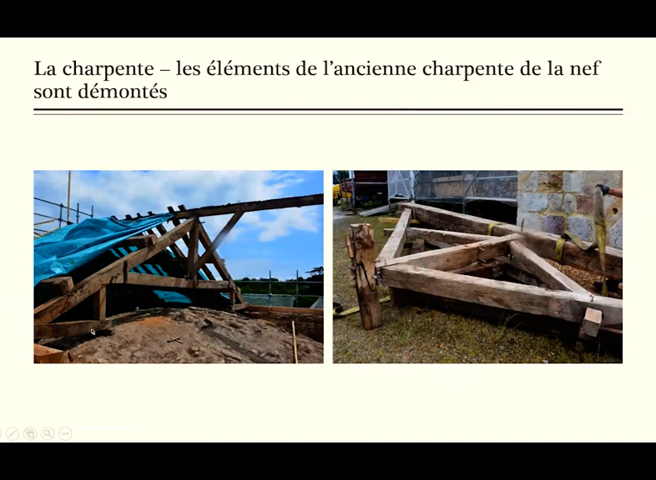 La charpente – les éléments de l’ancienne charpente de la nef
sont démontés